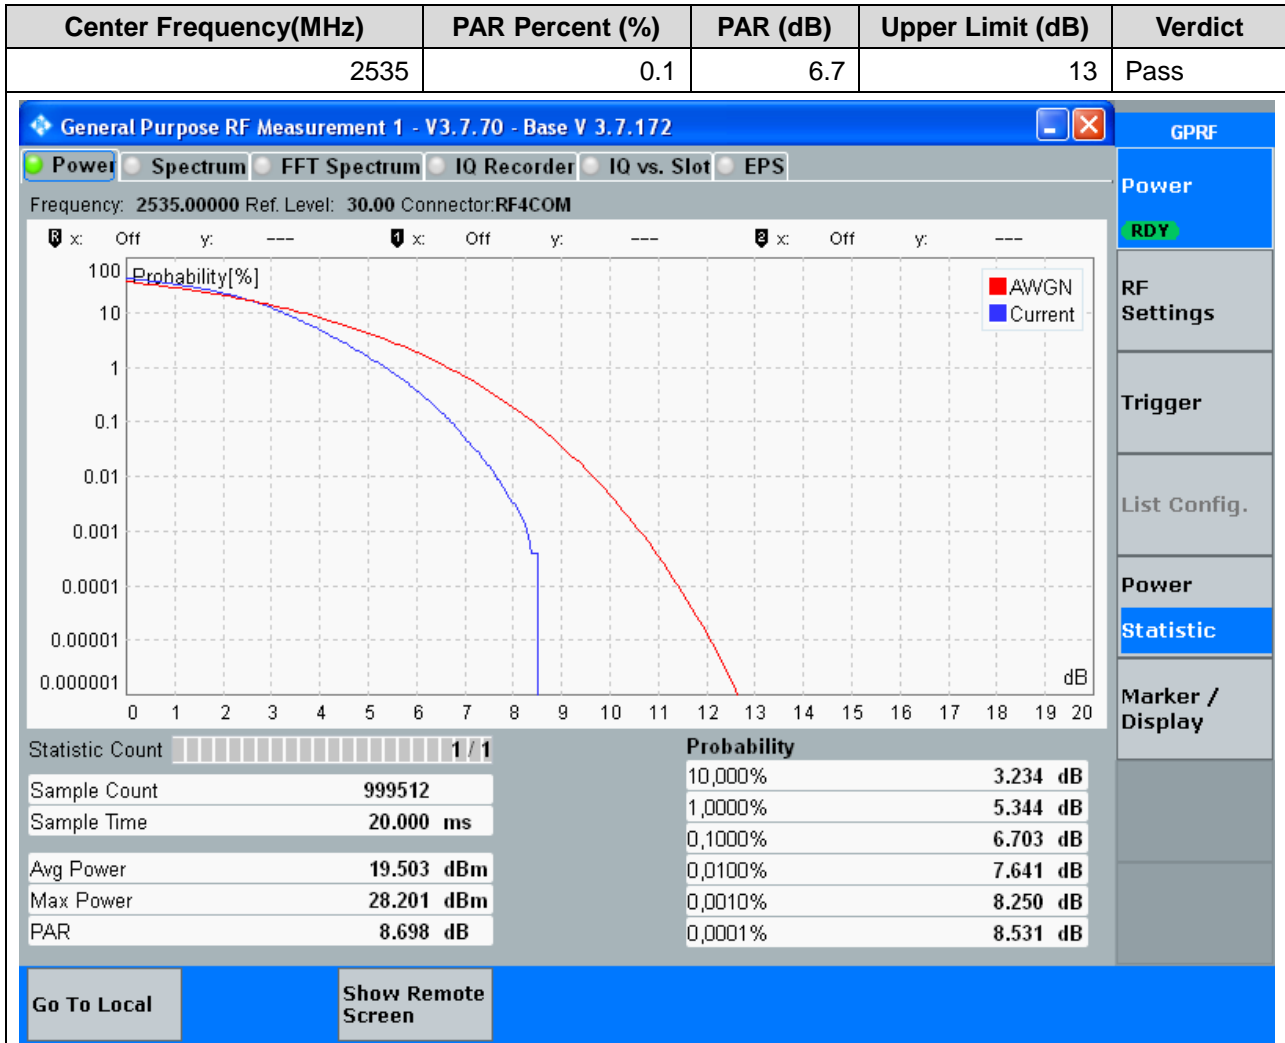 Center Frequency(MHz) PAR Percent (%) PAR (dB) Upper Limit (dB) Verdict
2535 0.1 6.7 13 Pass
General Purpose RF Measurement 1 - V3.7.70 - Base V 3.7.172
GPRF
Power Spectrum FFT Spectrum IQ Recorder IQ vs. Slot EPS
Power
RDY
Frequency: 2535.00000 Ref. Level: 30.00 Connector:RF4COM
R x: Off y: --- 1 x: Off y: --- 2 x: Off y: ---
Probability[%]
AWGN
Current
100
10
1
0.1
0.01
0.001
0.0001
0.00001
0.000001
dB
0 1 2 3 4 5 6 7 8 9 10 11 12 13 14 15 16 17 18 19 20
RF
Settings
Trigger
List Config.
Power
Statistic
Marker /
Display
Statistic Count 1 / 1
Sample Count 999512
Sample Time 20.000 ms
Avg Power 19.503 dBm
Max Power 28.201 dBm
PAR 8.698 dB
Probability
10,000% 3.234 dB
1,0000% 5.344 dB
0,1000% 6.703 dB
0,0100% 7.641 dB
0,0010% 8.250 dB
0,0001% 8.531 dB
Go To Local
Show Remote
Screen